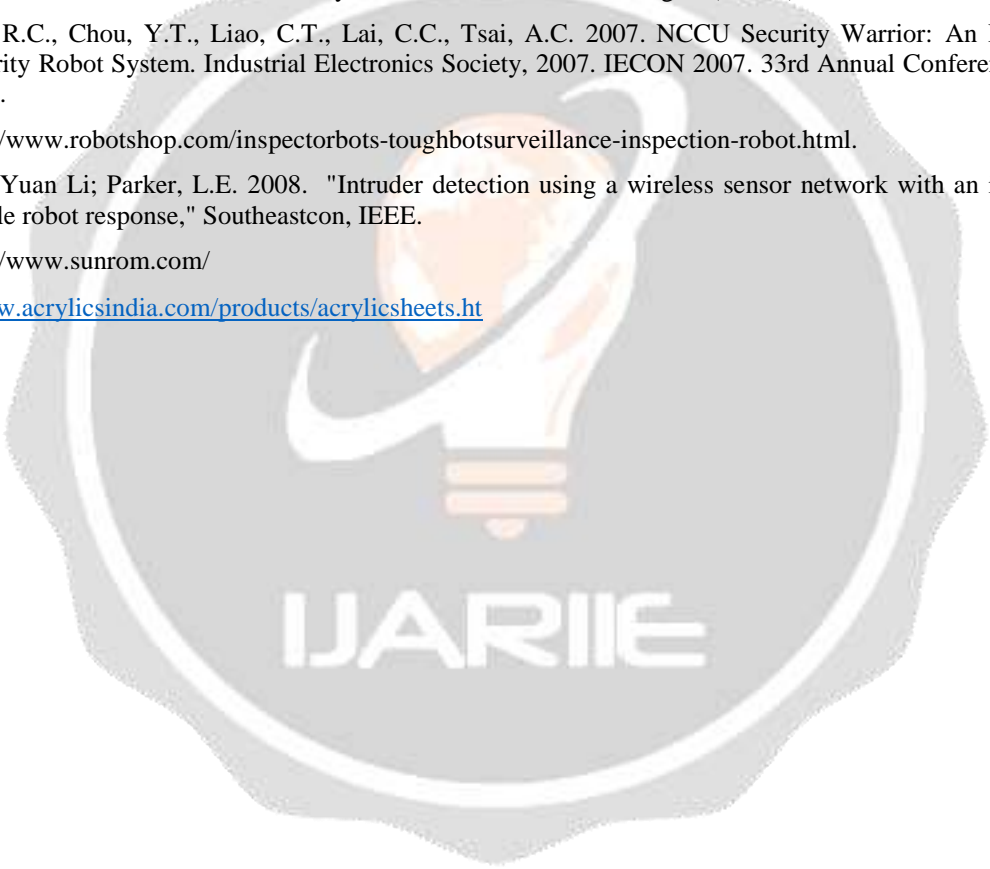 R.C., Chou, Y.T., Liao, C.T., Lai, C.C., Tsai, A.C. 2007. NCCU Security Warrior: An
rity Robot System. Industrial Electronics Society, 2007. IECON 2007. 33rd Annual Conferen
.
/www.robotshop.com/inspectorbots-toughbotsurveillance-inspection-robot.html.
Yuan Li; Parker, L.E. 2008. "Intruder detection using a wireless sensor network with an
le robot response," Southeastcon, IEEE.
/www.sunrom.com/
w.acrylicsindia.com/products/acrylicsheets.ht
IJARIIE